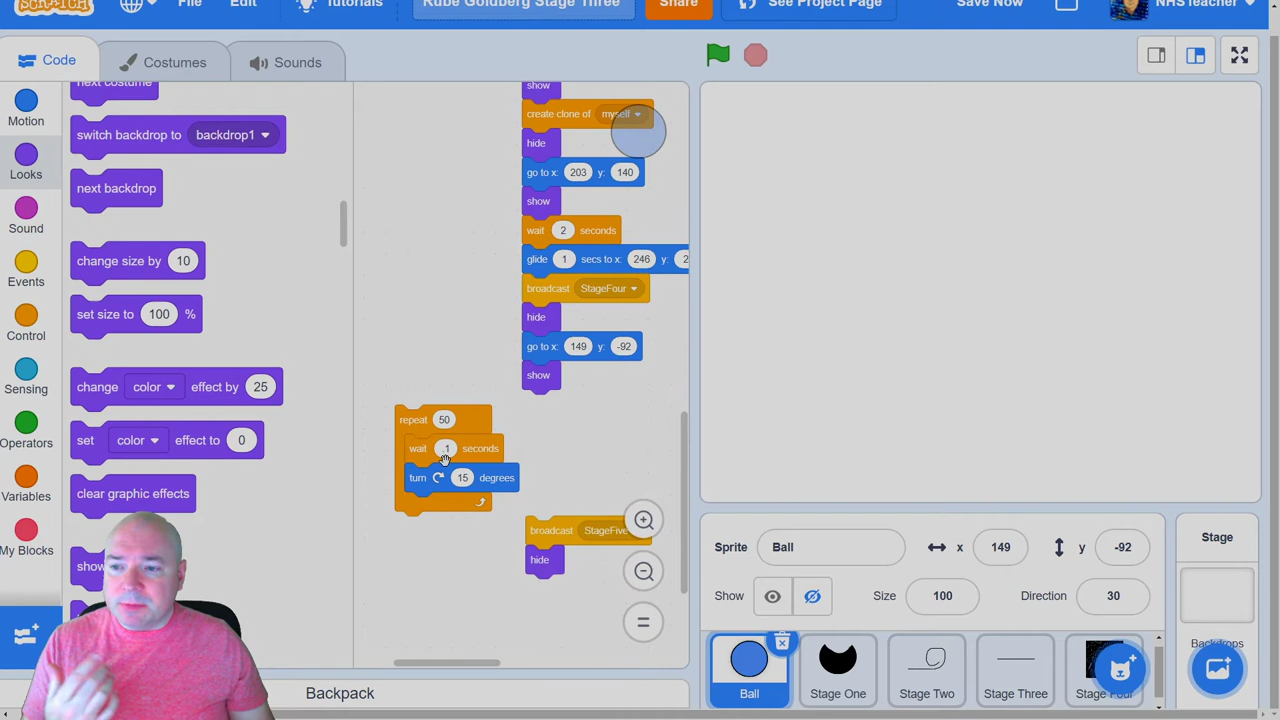 SCRATCH
File
Edit
Tutorials
Rube Goldberg Stage Three
Share
See Project Page
Save Now
NHSTeacher
Code
Costumes
Sounds
Motion
Looks
Sound
Events
Control
Sensing
Operators
Variables
My Blocks
next costume
switch backdrop to backdrop1
next backdrop
change size by 10
set size to 100 %
change color effect by 25
set color effect to 0
clear graphic effects
show
create clone of myself
hide
go to x: 203 y: 140
show
wait 2 seconds
glide 1 secs to x: 246 y: 2
broadcast StageFour
hide
go to x: 149 y: -92
show
repeat 50
wait .1 seconds
turn 15 degrees
broadcast StageFive
hide
Backpack
Sprite Ball x 149 y -92
Show Size 100 Direction 30
Stage
Backdrops
Ball
Stage One
Stage Two
Stage Three
Stage Four